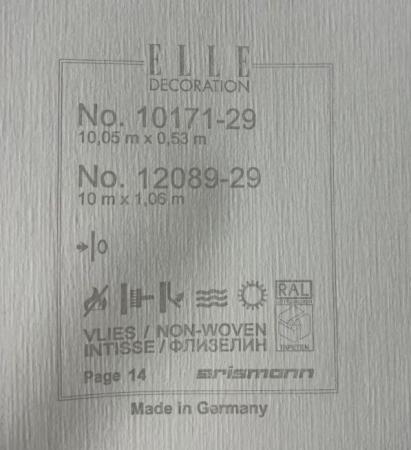 ELLE
DECORATION
No. 10171-29
10,05 m x 0,53 m
No. 12089-29
10 m x 1,06 m
0
RAL
VLIES / NON-WOVEN
INTISSE / ФЛИЗЕЛИН
Page 14 erismann
Made in Germany